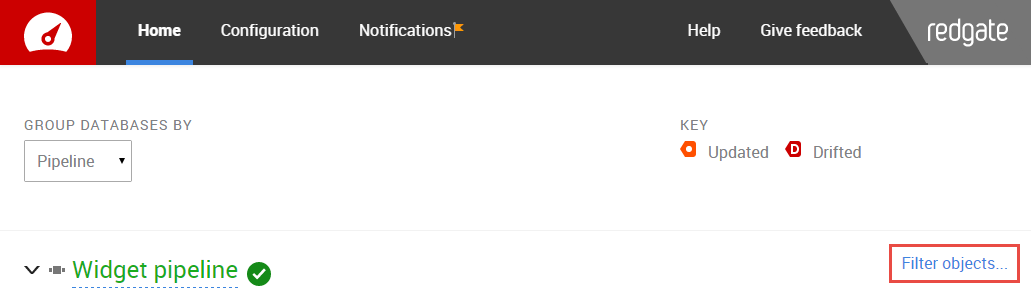 Home Configuration Notifications Help Give feedback redgate
GROUP DATABASES BY KEY
Pipeline Updated D Drifted
Widget pipeline Filter objects...